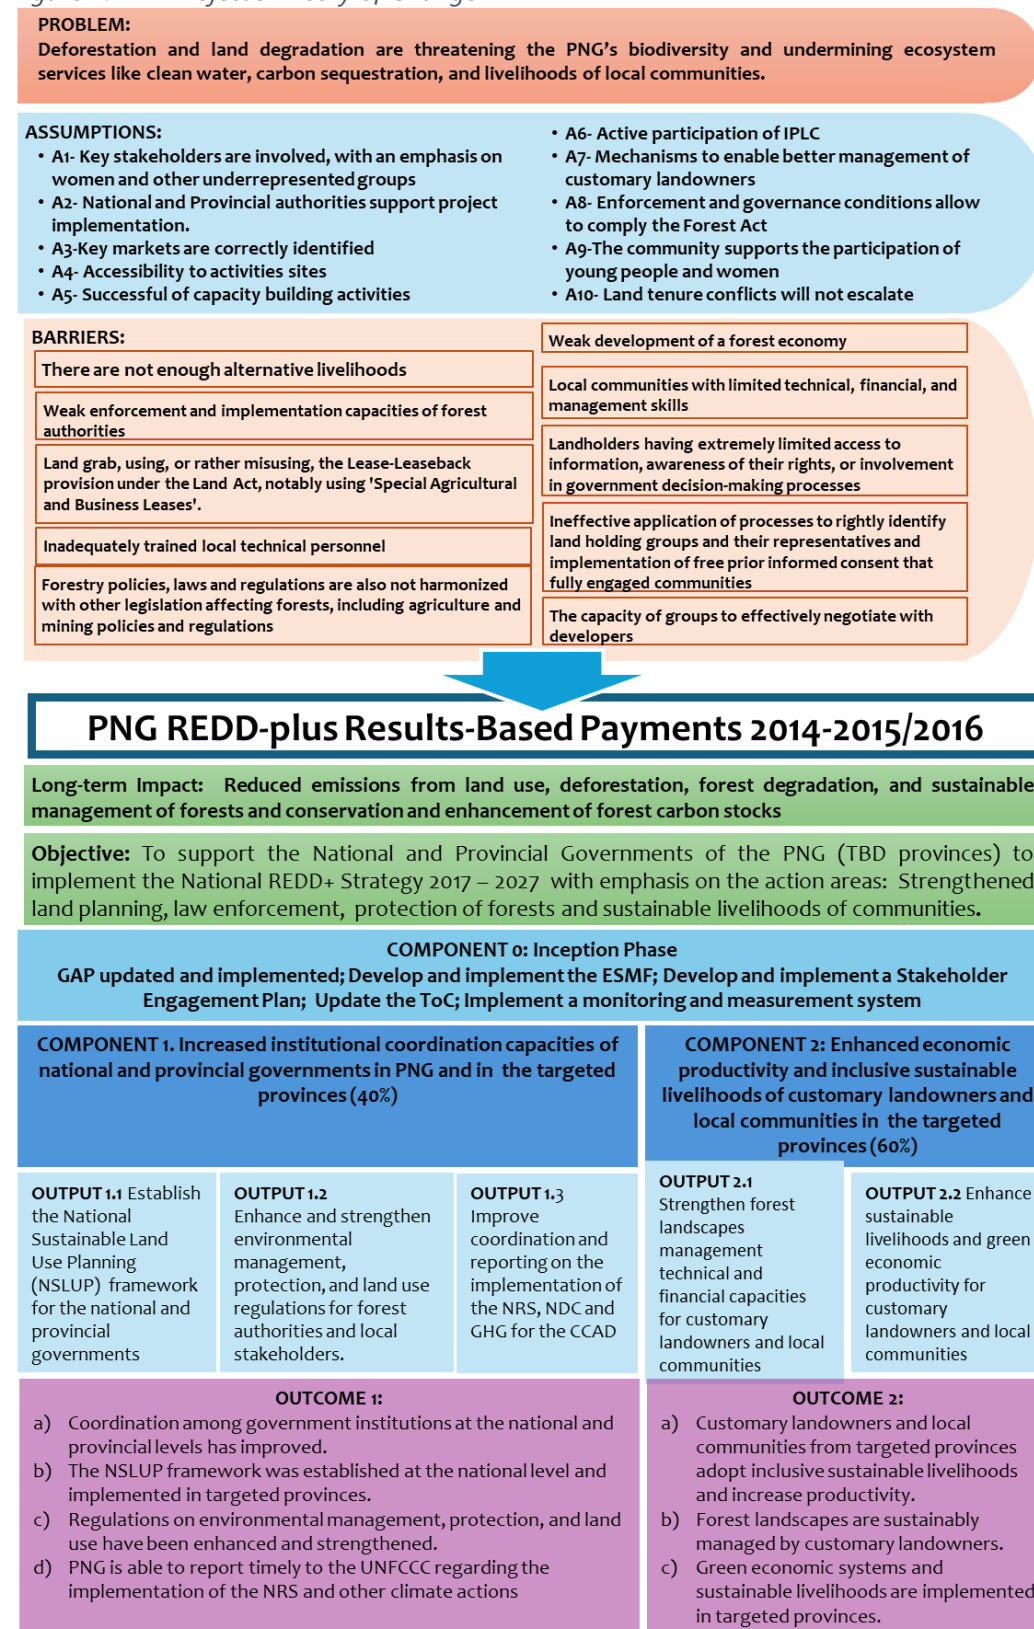 PROBLEM:
Deforestation and land degradation are threatening the PNG's biodiversity and undermining ecosystem
services like clean water, carbon sequestration, and livelihoods of local communities.
ASSUMPTIONS:
• A1- Key stakeholders are involved, with an emphasis on
women and other underrepresented groups
• A2- National and Provincial authorities support project
implementation.
• A3-Key markets are correctly identified
• A4- Accessibility to activities sites
• A5- Successful of capacity building activities
• A6- Active participation of IPLC
• A7- Mechanisms to enable better management of
customary landowners
• A8- Enforcement and governance conditions allow
to comply the Forest Act
• A9-The community supports the participation of
young people and women
• A10- Land tenure conflicts will not escalate
BARRIERS:
There are not enough alternative livelihoods
Weak enforcement and implementation capacities of forest
authorities
Land grab, using, or rather misusing, the Lease-Leaseback
provision under the Land Act, notably using 'Special Agricultural
and Business Leases'.
Inadequately trained local technical personnel
Forestry policies, laws and regulations are also not harmonized
with other legislation affecting forests, including agriculture and
mining policies and regulations
Weak development of a forest economy
Local communities with limited technical, financial, and
management skills
Landholders having extremely limited access to
information, awareness of their rights, or involvement
in government decision-making processes
Ineffective application of processes to rightly identify
land holding groups and their representatives and
implementation of free prior informed consent that
fully engaged communities
The capacity of groups to effectively negotiate with
developers
PNG REDD-plus Results-Based Payments 2014-2015/2016
Long-term Impact: Reduced emissions from land use, deforestation, forest degradation, and sustainable
management of forests and conservation and enhancement of forest carbon stocks
Objective: To support the National and Provincial Governments of the PNG (TBD provinces) to
implement the National REDD+ Strategy 2017 – 2027 with emphasis on the action areas: Strengthened
land planning, law enforcement, protection of forests and sustainable livelihoods of communities.
COMPONENT 0: Inception Phase
GAP updated and implemented; Develop and implement the ESMF; Develop and implement a Stakeholder
Engagement Plan; Update the ToC; Implement a monitoring and measurement system
COMPONENT 1. Increased institutional coordination capacities of
national and provincial governments in PNG and in the targeted
provinces (40%)
COMPONENT 2: Enhanced economic
productivity and inclusive sustainable
livelihoods of customary landowners and
local communities in the targeted
provinces (60%)
OUTPUT 1.1 Establish
the National
Sustainable Land
Use Planning
(NSLUP) framework
for the national and
provincial
governments
OUTPUT 1.2
Enhance and strengthen
environmental
management,
protection, and land use
regulations for forest
authorities and local
stakeholders.
OUTPUT 1.3
Improve
coordination and
reporting on the
implementation of
the NRS, NDC and
GHG for the CCAD
OUTPUT 2.1
Strengthen forest
landscapes
management
technical and
financial capacities
for customary
landowners and local
communities
OUTPUT 2.2 Enhance
sustainable
livelihoods and green
economic
productivity for
customary
landowners and local
communities
OUTCOME 1:
a) Coordination among government institutions at the national and
provincial levels has improved.
b) The NSLUP framework was established at the national level and
implemented in targeted provinces.
c) Regulations on environmental management, protection, and land
use have been enhanced and strengthened.
d) PNG is able to report timely to the UNFCCC regarding the
implementation of the NRS and other climate actions
OUTCOME 2:
a) Customary landowners and local
communities from targeted provinces
adopt inclusive sustainable livelihoods
and increase productivity.
b) Forest landscapes are sustainably
managed by customary landowners.
c) Green economic systems and
sustainable livelihoods are implemented
in targeted provinces.